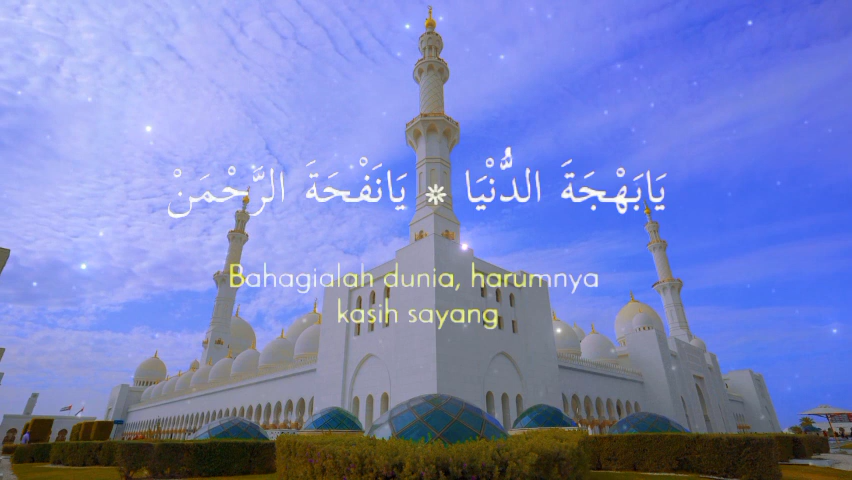 يَابَهْجَةَ الدُّنْيَا * يَانَفْحَةَ الرَّحْمَنْ
Bahagialah dunia, harumnya
kasih sayang